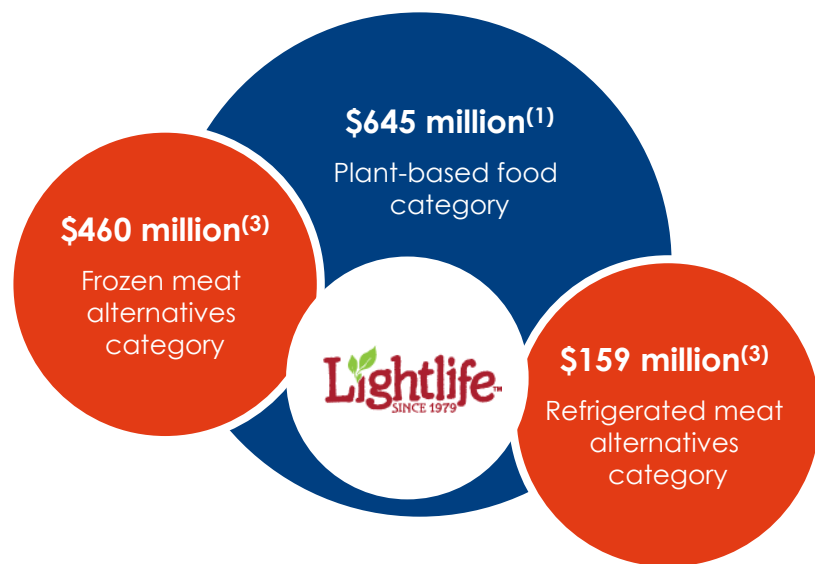 $645 million(1)
Plant-based food
category
$460 million(3)
Frozen meat
alternatives
category
Lightlife™
SINCE 1979
$159 million(3)
Refrigerated meat
alternatives
category